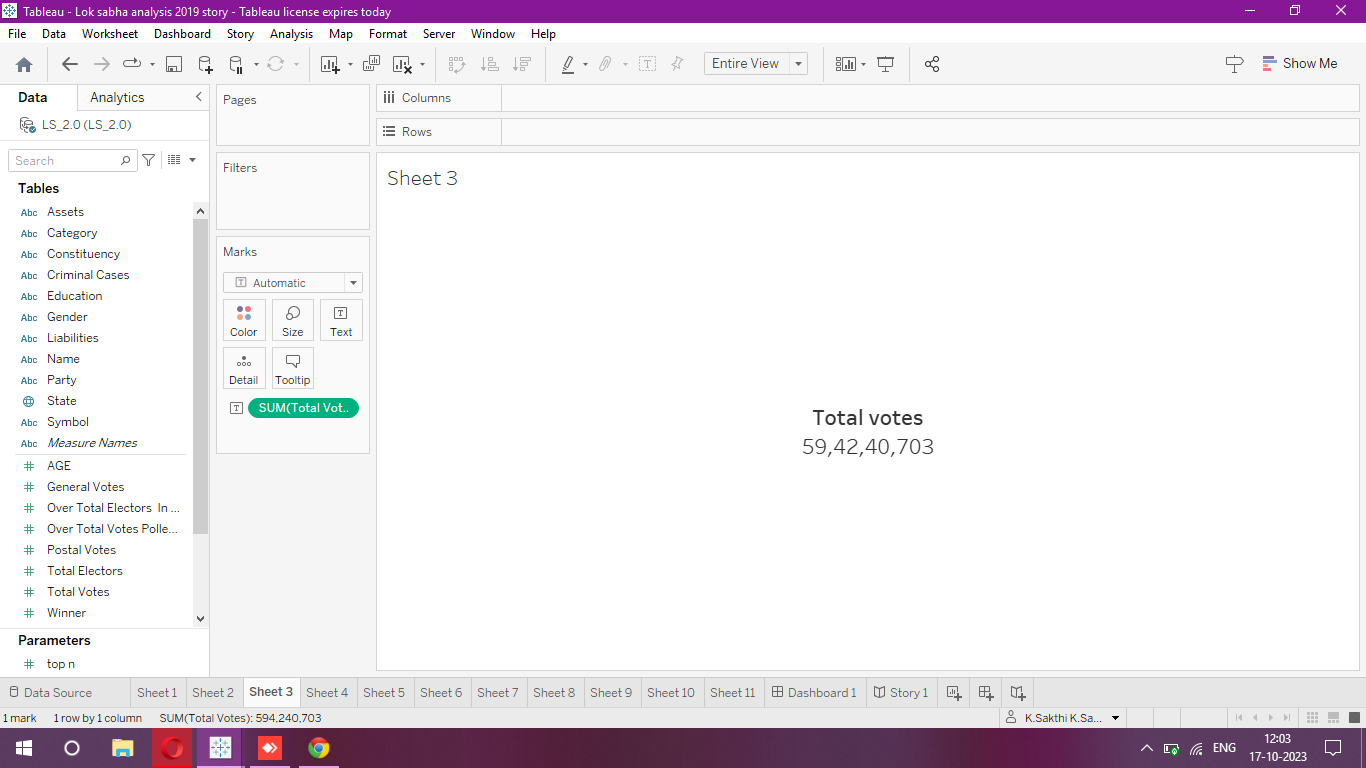 Tableau - Lok sabha analysis 2019 story - Tableau license expires today
File Data Worksheet Dashboard Story Analysis Map Format Server Window Help
Entire View
Show Me
Data Analytics
LS_2.0 (LS_2.0)
Search
Tables
Abc Assets
Abc Category
Abc Constituency
Abc Criminal Cases
Abc Education
Abc Gender
Abc Liabilities
Abc Name
Abc Party
State
Abc Symbol
Abc Measure Names
# AGE
# General Votes
# Over Total Electors In ...
# Over Total Votes Polle...
# Postal Votes
# Total Electors
# Total Votes
# Winner
Parameters
# top n
Pages
Filters
Marks
T Automatic
Color Size T Text
Detail Tooltip
T SUM(Total Vot..
Columns
Rows
Sheet 3
Total votes
59,42,40,703
Data Source Sheet 1 Sheet 2 Sheet 3 Sheet 4 Sheet 5 Sheet 6 Sheet 7 Sheet 8 Sheet 9 Sheet 10 Sheet 11 Dashboard 1 Story 1
1 mark 1 row by 1 column SUM(Total Votes): 594,240,703 K.Sakthi K.Sa...
ENG
12:03
17-10-2023